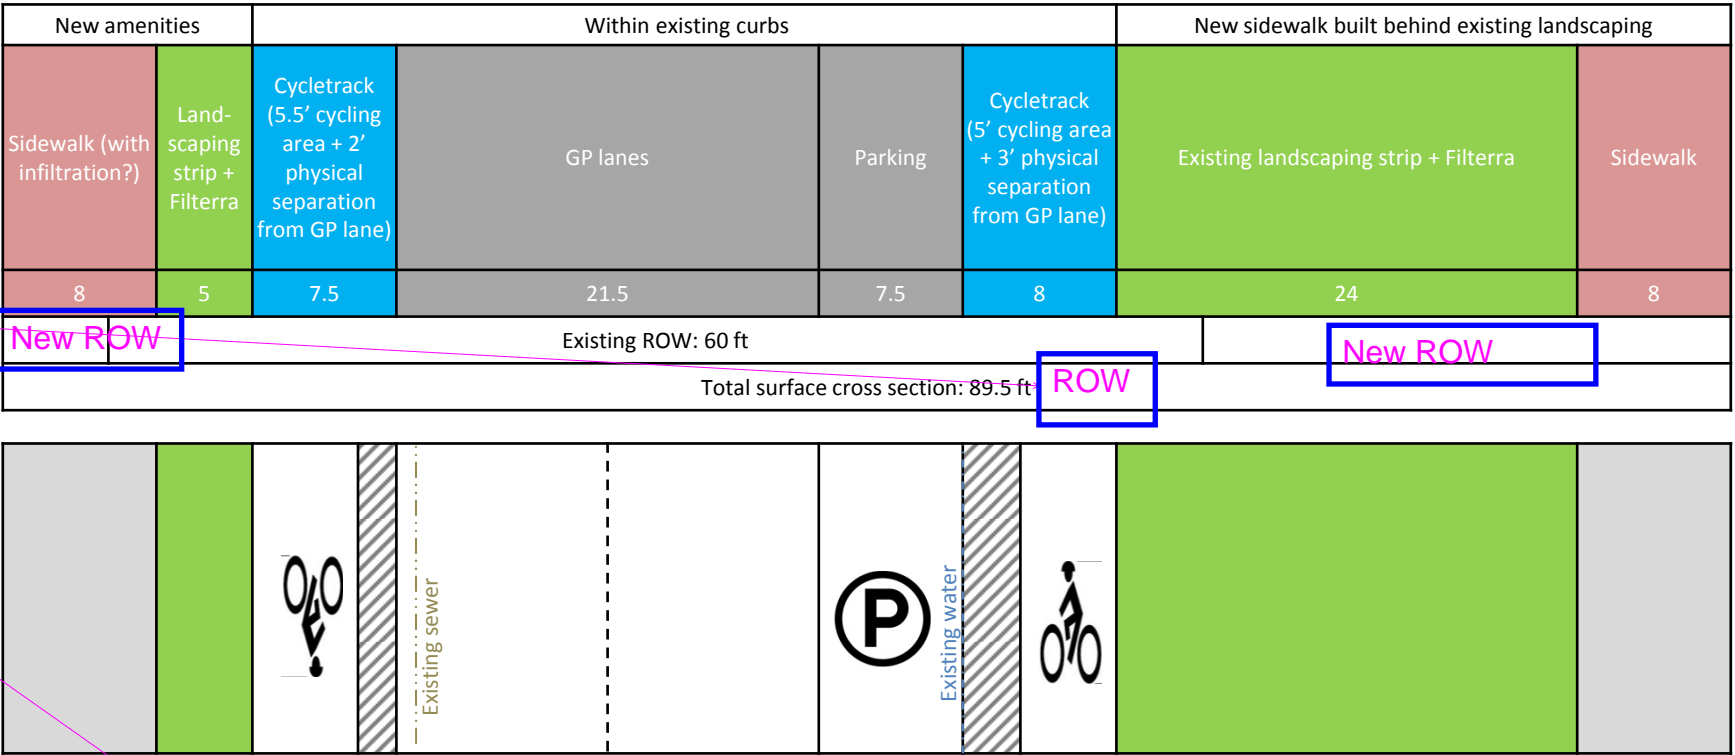 New amenities
Within existing curbs
New sidewalk built behind existing landscaping
Sidewalk (with
infiltration?)
Land-
scaping
strip +
Filterra
Cycletrack
(5.5’ cycling
area + 2’
physical
separation
from GP lane)
GP lanes
Parking
Cycletrack
(5’ cycling area
+ 3’ physical
separation
from GP lane)
Existing landscaping strip + Filterra
Sidewalk
8
5
7.5
21.5
7.5
8
24
8
New ROW
Existing ROW: 60 ft
New ROW
Total surface cross section: 89.5 ft
ROW
Existing sewer
P
Existing water